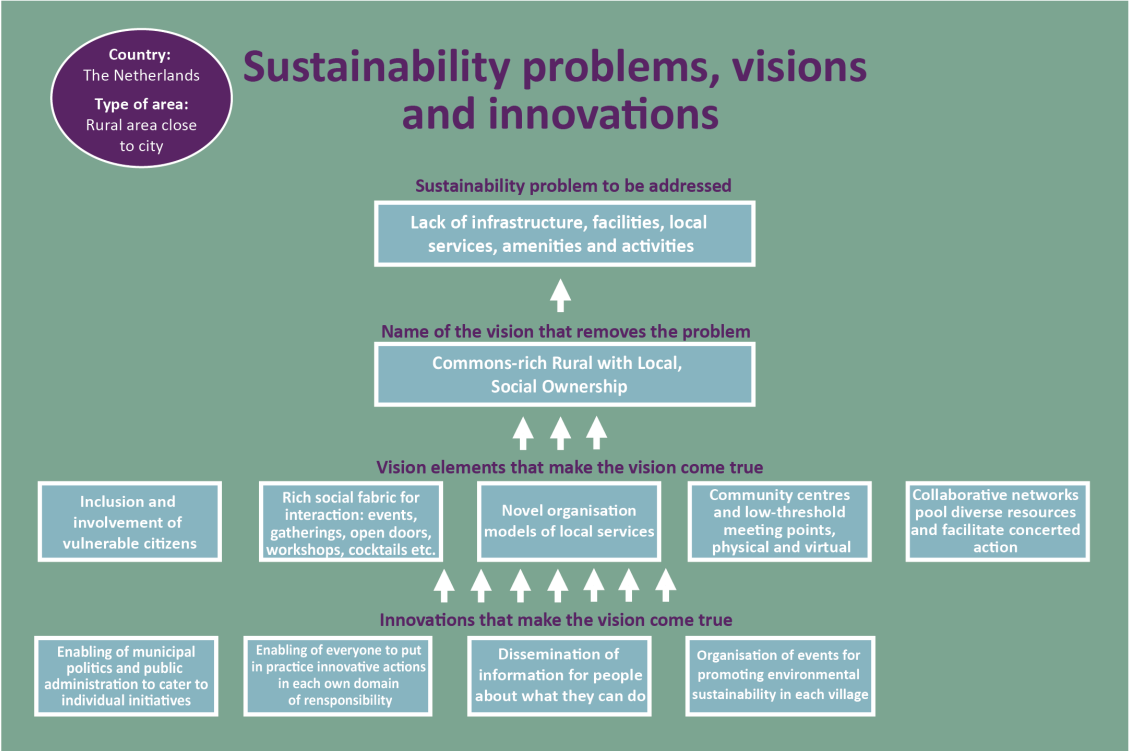 Country:
The Netherlands
Type of area:
Rural area close
to city
Sustainability problems, visions
and innovations
Sustainability problem to be addressed
Lack of infrastructure, facilities, local
services, amenities and activities
Name of the vision that removes the problem
Commons-rich Rural with Local,
Social Ownership
Vision elements that make the vision come true
Inclusion and
involvement of
vulnerable citizens
Rich social fabric for
interaction: events,
gatherings, open doors,
workshops, cocktails etc.
Novel organisation
models of local services
Community centres
and low-threshold
meeting points,
physical and virtual
Collaborative networks
pool diverse resources
and facilitate concerted
action
Innovations that make the vision come true
Enabling of municipal
politics and public
administration to cater to
individual initiatives
Enabling of everyone to put
in practice innovative actions
in each own domain
of rensponsibility
Dissemination of
information for people
about what they can do
Organisation of events for
promoting environmental
sustainability in each village